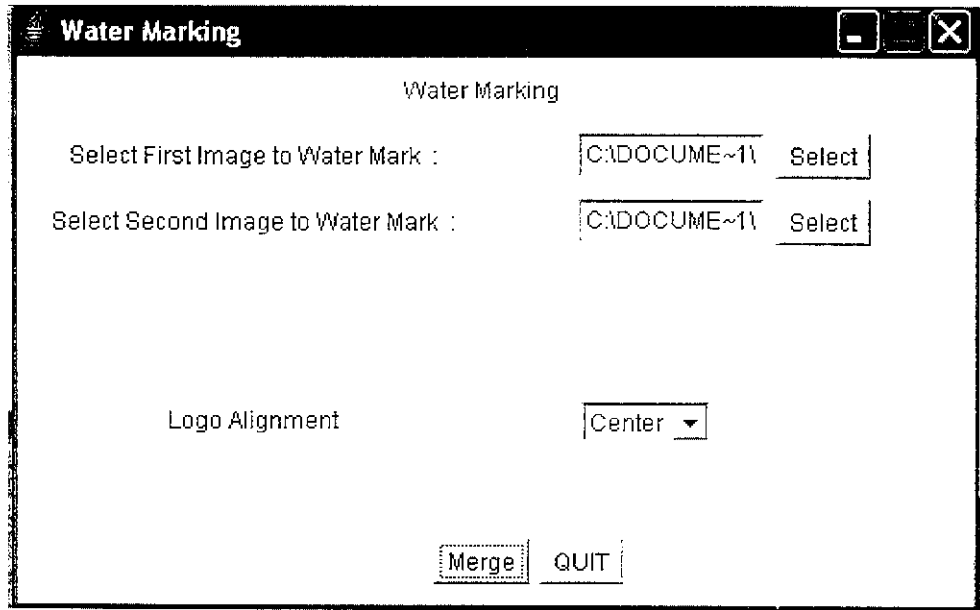 Water Marking
Water Marking
Select First Image to Water Mark : C:\DOCUME~1\ Select
Select Second Image to Water Mark : C:\DOCUME~1\ Select
Logo Alignment Center
Merge QUIT